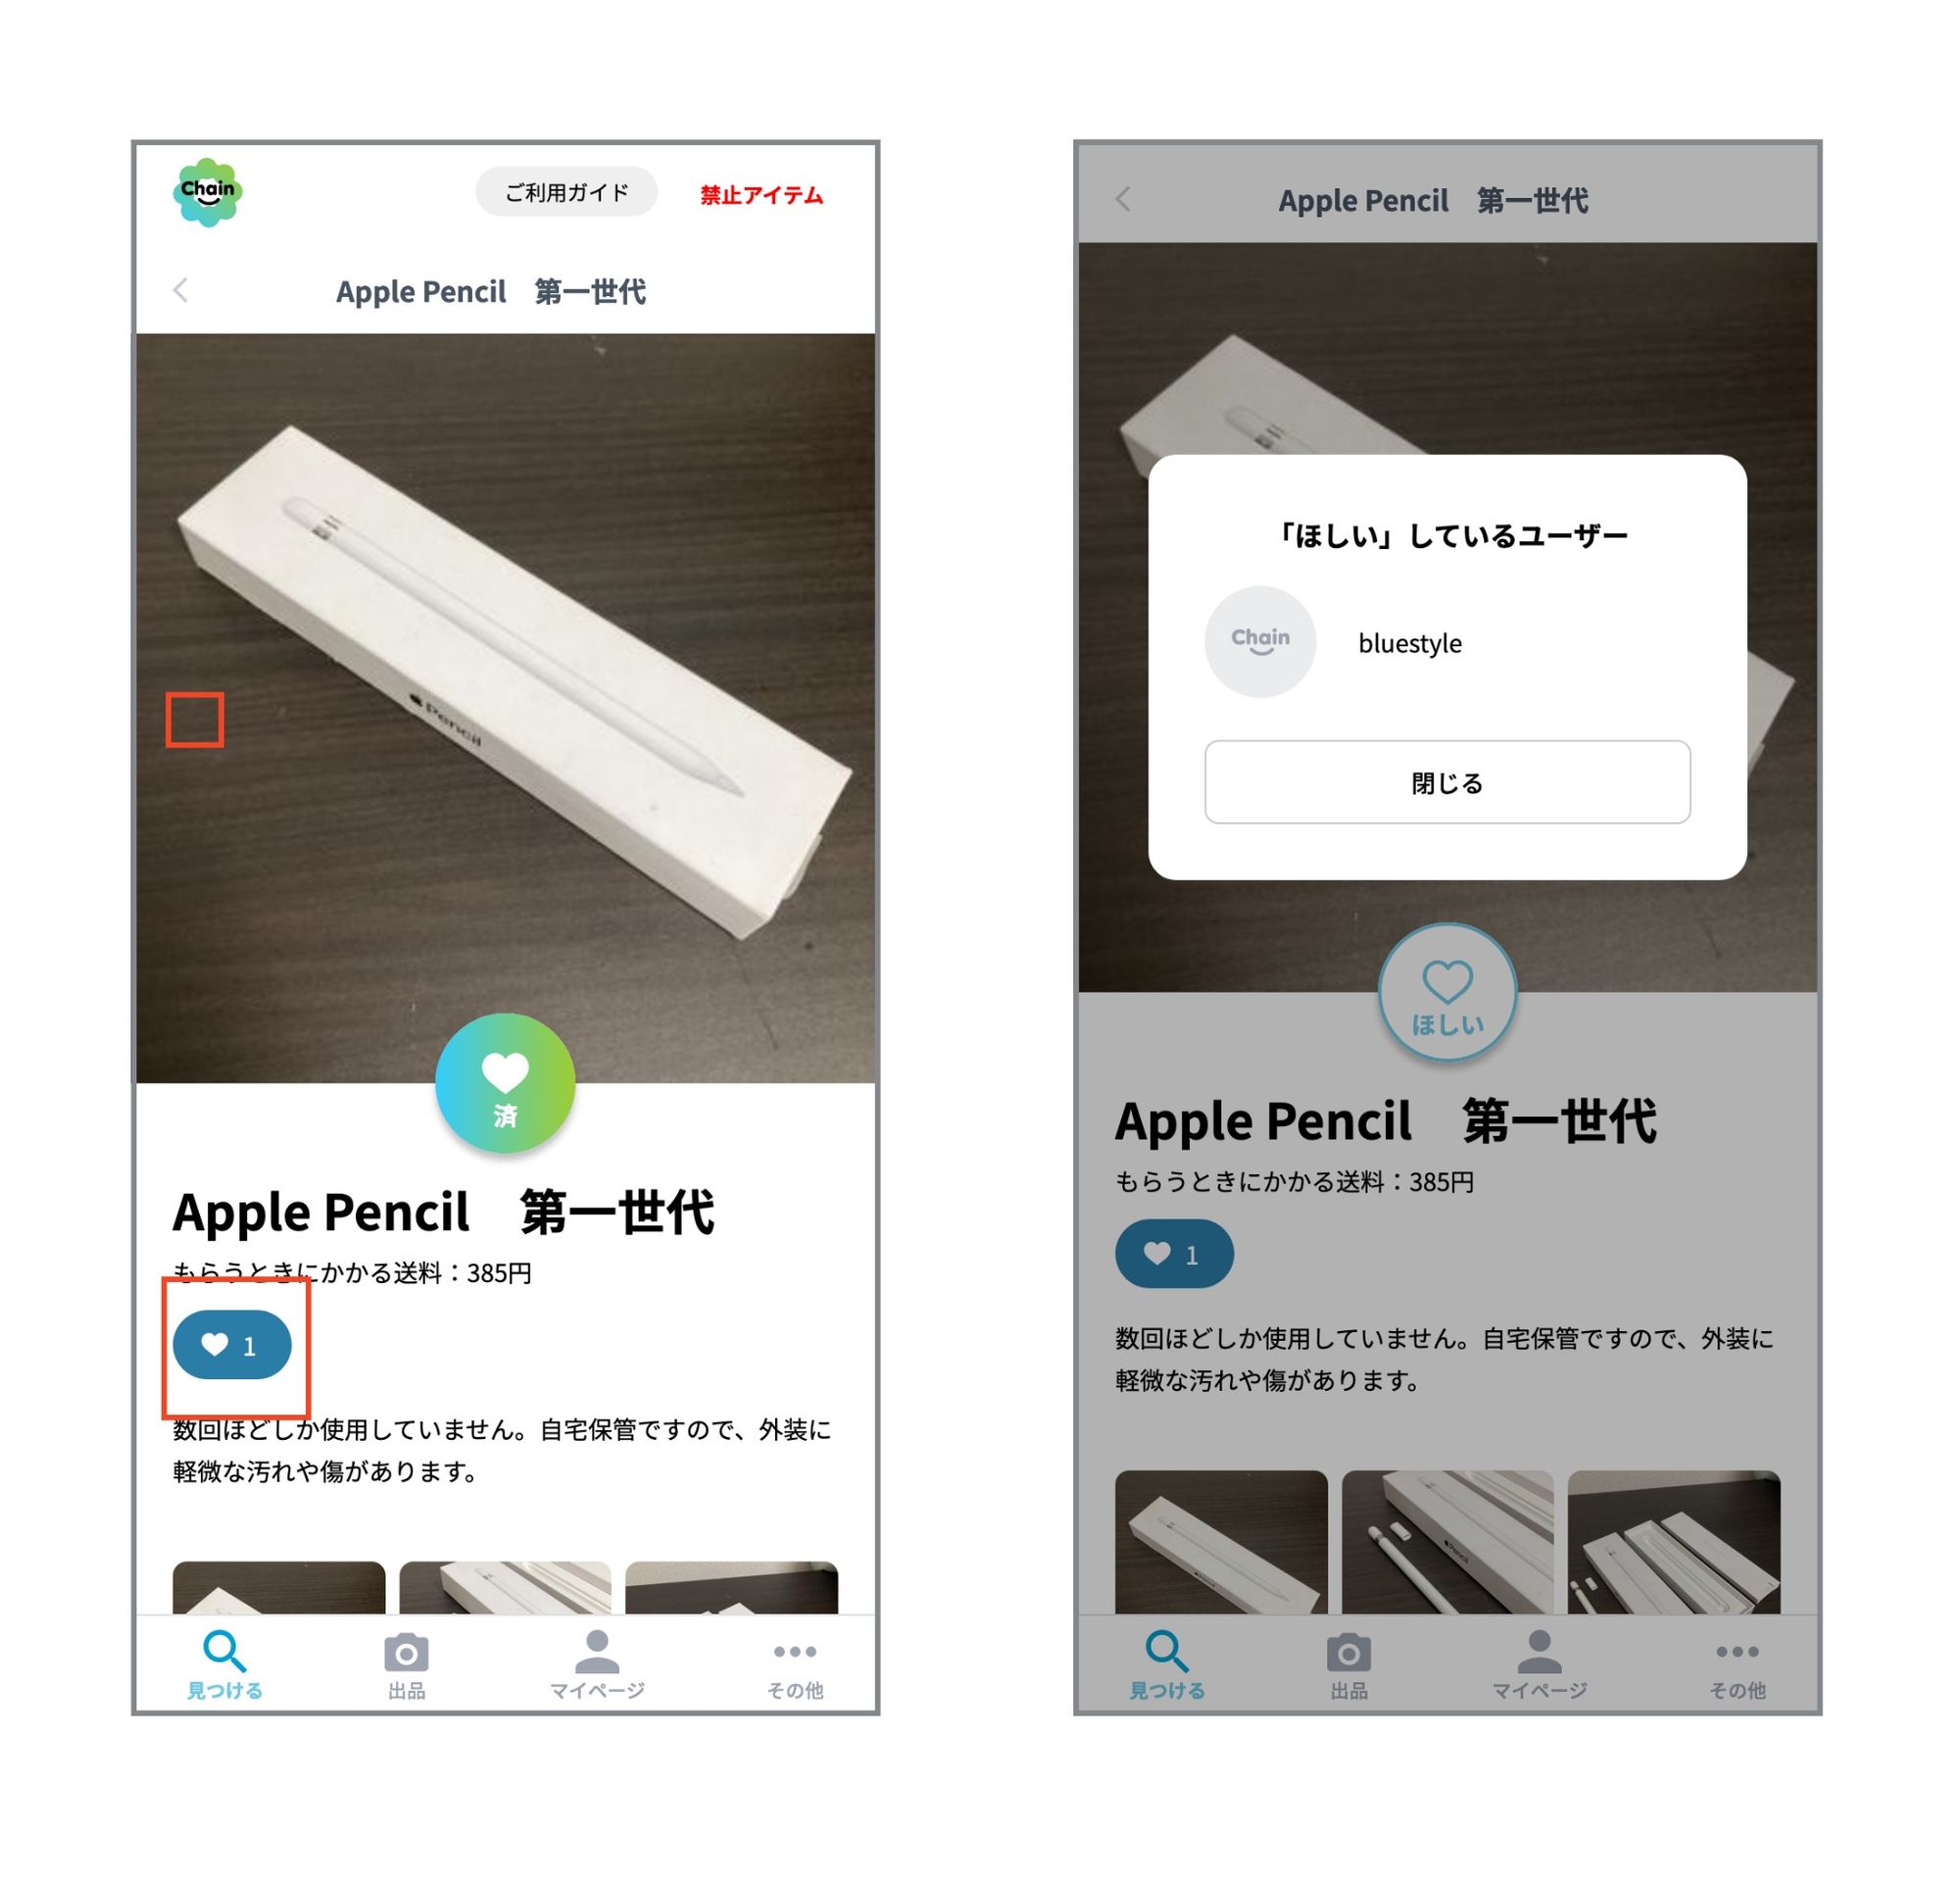 Chain
ご利用ガイド
禁止アイテム
Apple Pencil　第一世代
Pencil
済
Apple Pencil　第一世代
もらうときにかかる送料：385円
1
数回ほどしか使用していません。自宅保管ですので、外装に
軽微な汚れや傷があります。
見つける
出品
マイページ
その他
Apple Pencil　第一世代
「ほしい」しているユーザー
Chain
bluestyle
閉じる
ほしい
Apple Pencil　第一世代
もらうときにかかる送料：385円
1
数回ほどしか使用していません。自宅保管ですので、外装に
軽微な汚れや傷があります。
Pencil
見つける
出品
マイページ
その他